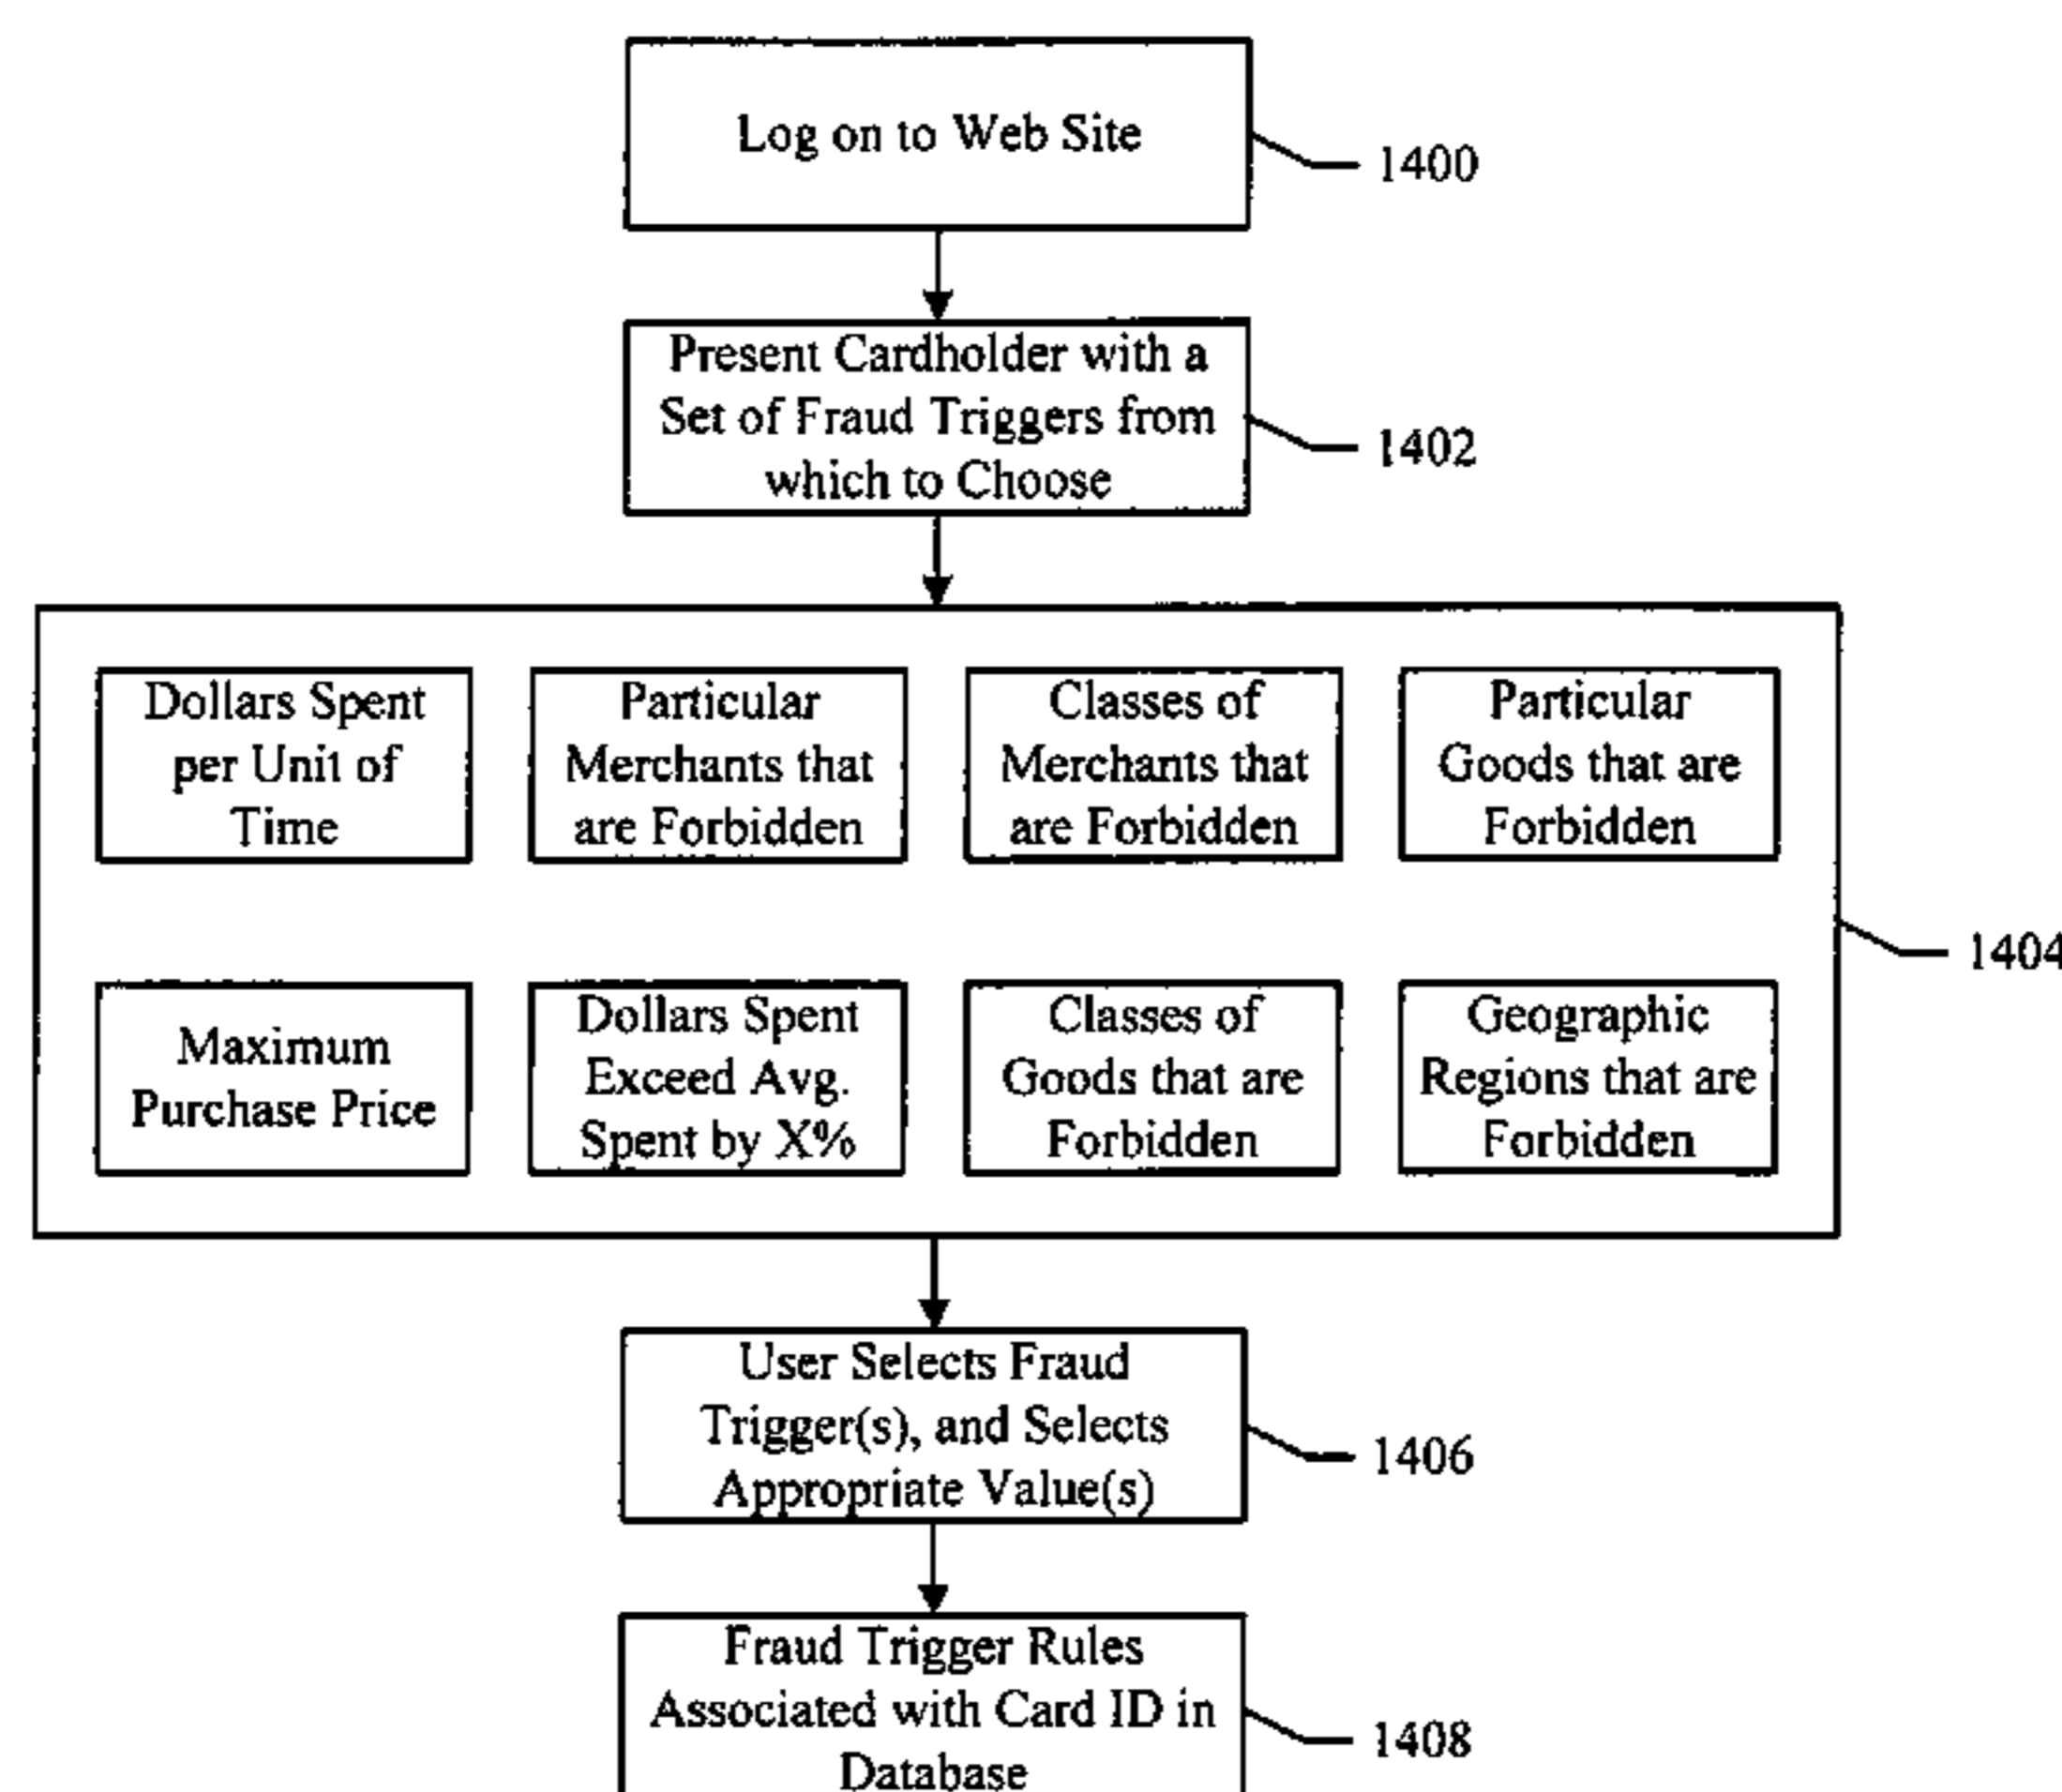 Log on to Web Site
1400
Present Cardholder with a
Set of Fraud Triggers from
which to Choose
1402
Dollars Spent
per Unit of
Time
Particular
Merchants that
are Forbidden
Classes of
Merchants that
are Forbidden
Particular
Goods that are
Forbidden
1404
Maximum
Purchase Price
Dollars Spent
Exceed Avg.
Spent by X%
Classes of
Goods that are
Forbidden
Geographic
Regions that are
Forbidden
User Selects Fraud
Trigger(s), and Selects
Appropriate Value(s)
1406
Fraud Trigger Rules
Associated with Card ID in
Database
1408